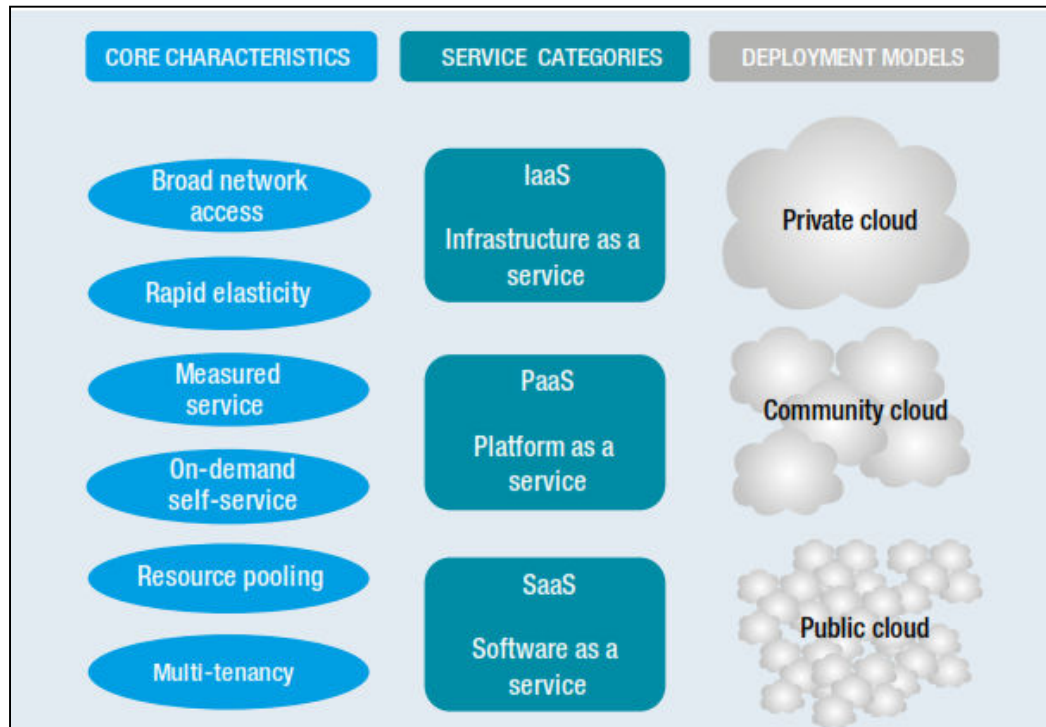 CORE CHARACTERISTICS
SERVICE CATEGORIES
DEPLOYMENT MODELS
Broad network
access
Rapid elasticity
Measured
service
On-demand
self-service
Resource pooling
Multi-tenancy
IaaS
Infrastructure as a
service
PaaS
Platform as a
service
SaaS
Software as a
service
Private cloud
Community cloud
Public cloud